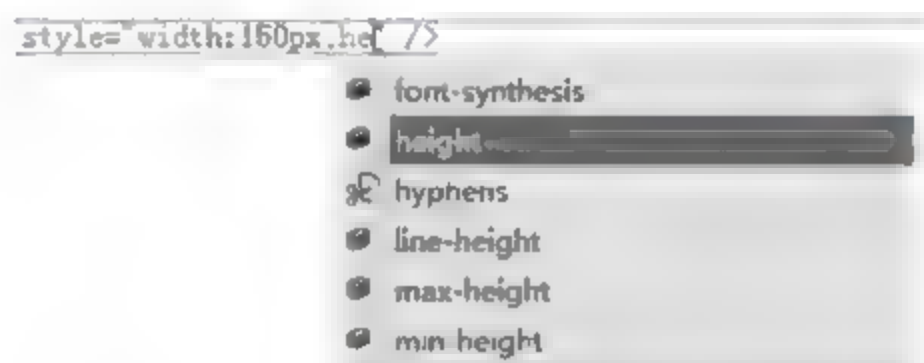 style="width:160px;he[ />
font-synthesis
height
hyphens
line-height
max-height
min-height